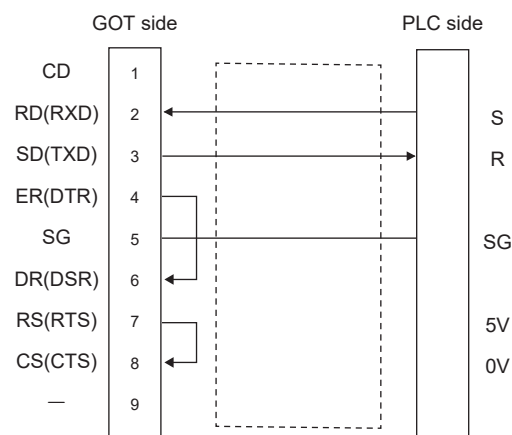 GOT side PLC side
CD 1
RD(RXD) 2 S
SD(TXD) 3 R
ER(DTR) 4
SG 5 SG
DR(DSR) 6
RS(RTS) 7 5V
CS(CTS) 8 0V
— 9